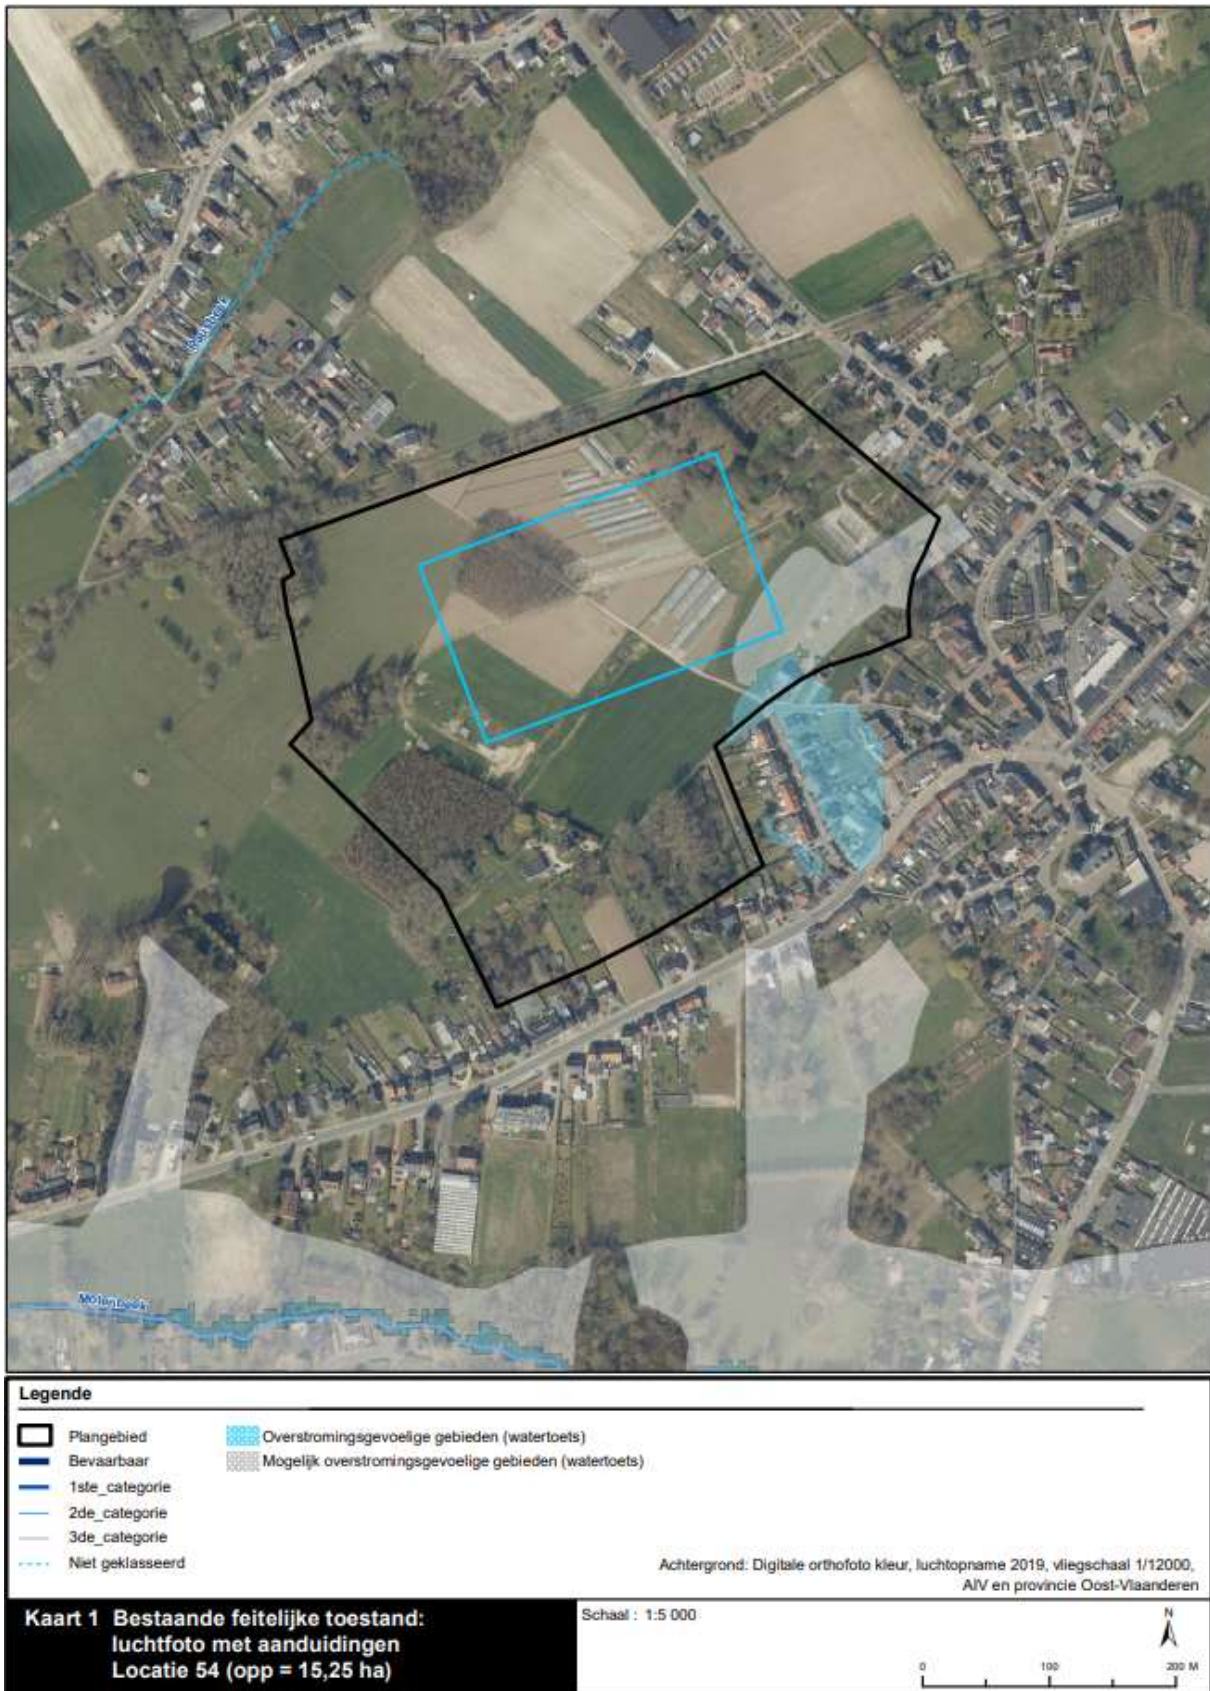 Molenbeek
Legende
Plangebied
Bevaarbaar
1ste_categorie
2de_categorie
3de_categorie
Niet geklasseerd
Overstromingsgevoelige gebieden (watertoets)
Mogelijk overstromingsgevoelige gebieden (watertoets)
Achtergrond: Digitale orthofoto kleur, luchtopname 2019, vliegschaal 1/12000,
AIV en provincie Oost-Vlaanderen
Kaart 1 Bestaande feitelijke toestand:
luchtfoto met aanduidingen
Locatie 54 (opp = 15,25 ha)
Schaal : 1:5 000
N
0 100 200 M